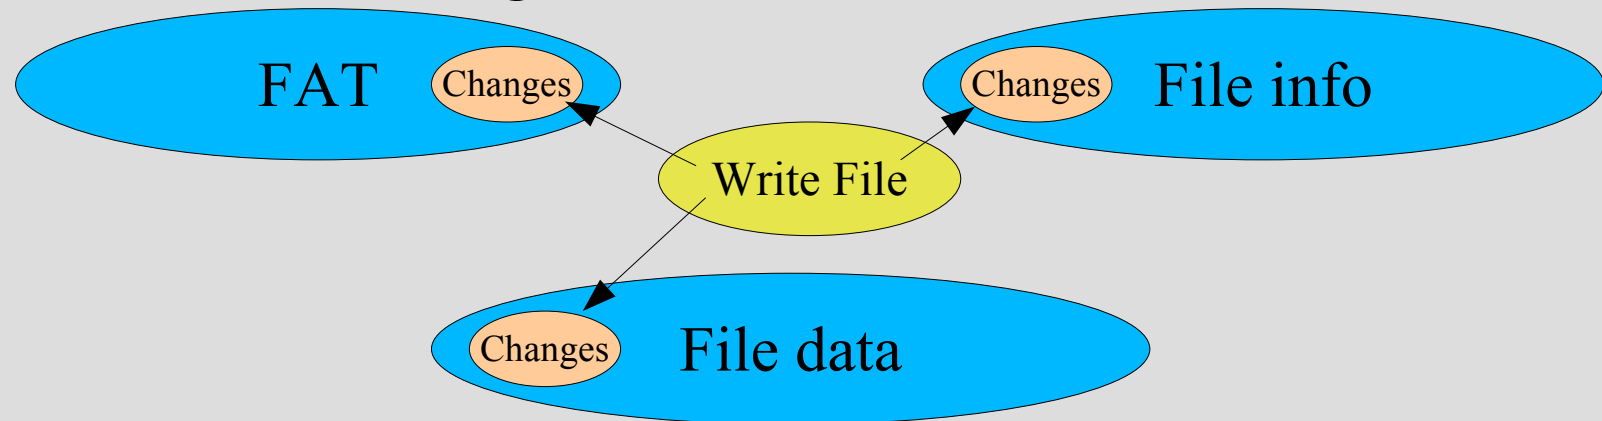 FAT
Changes
Changes
File info
Write File
Changes
File data